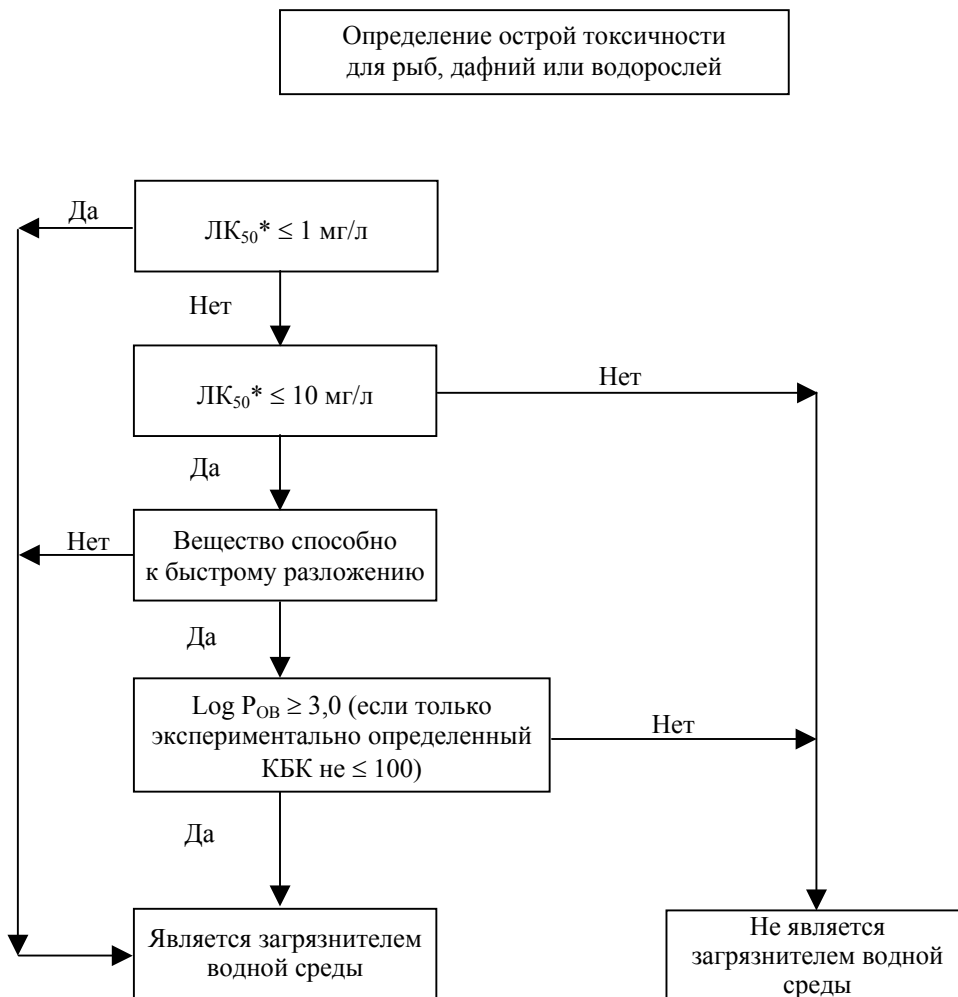 Определение острой токсичности
для рыб, дафний или водорослей
Да
ЛК₅₀* ≤ 1 мг/л
Нет
ЛК₅₀* ≤ 10 мг/л
Нет
Да
Нет
Вещество способно
к быстрому разложению
Да
Log P_ОВ ≥ 3,0 (если только
экспериментально определенный
КБК не ≤ 100)
Нет
Да
Является загрязнителем
водной среды
Не является
загрязнителем водной
среды